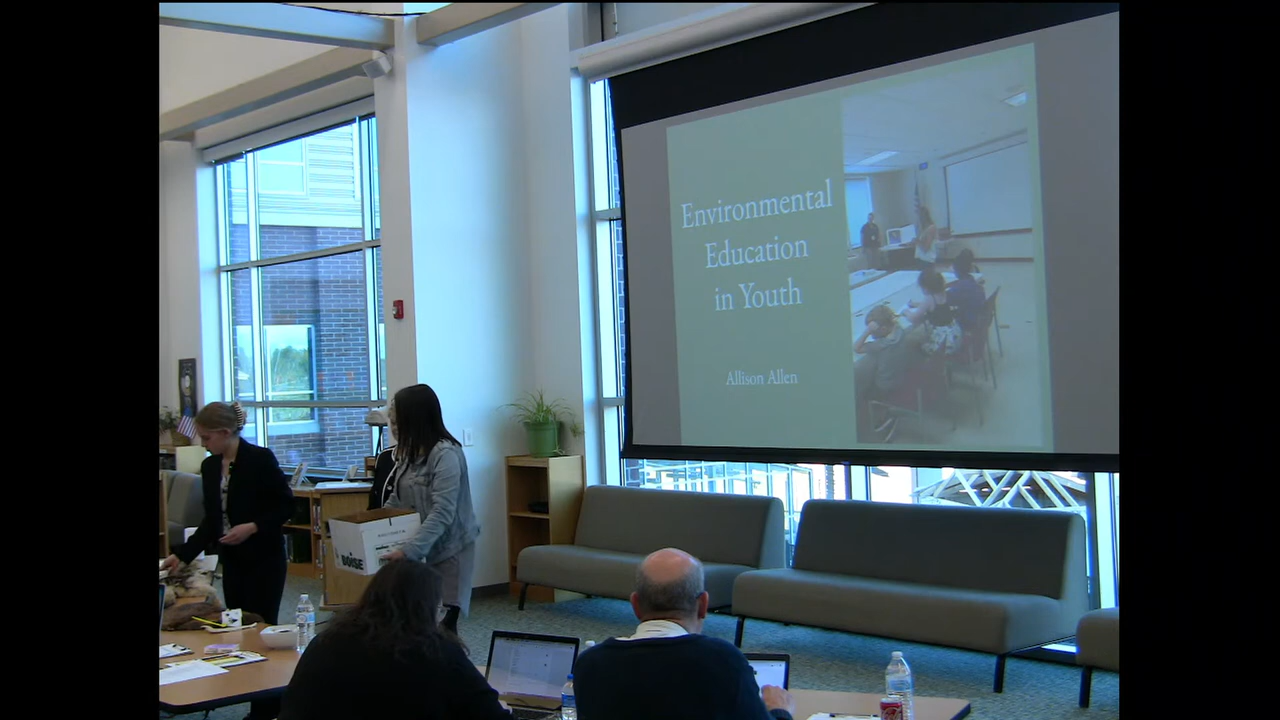 Environmental
Education
in Youth
Allison Allen
BOISE